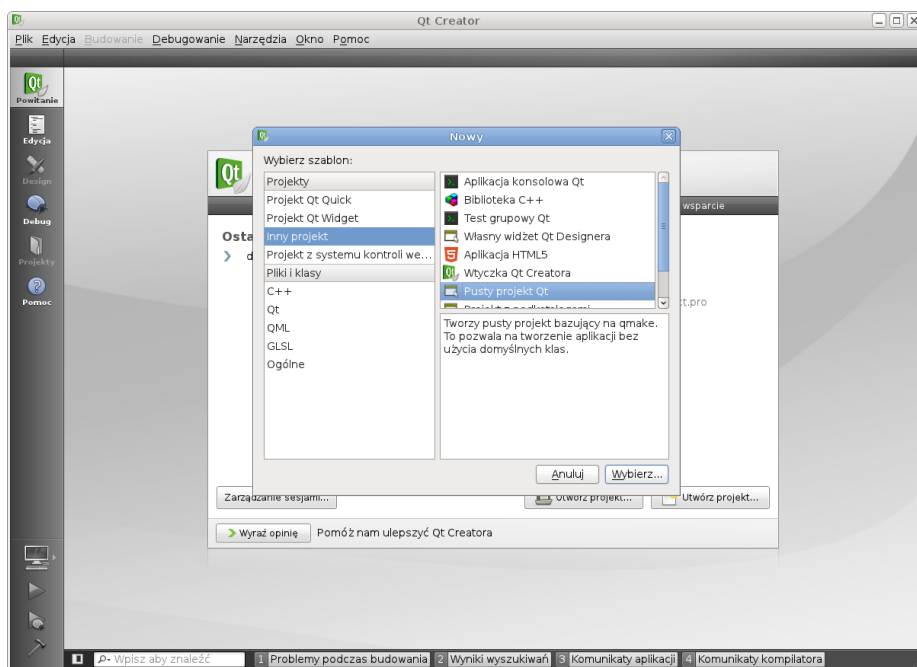 Qt Creator
Plik Edycja Budowanie Debugowanie Narzędzia Okno Pomoc
Qt
Powitanie
Edycja
Design
Debug
Projekty
Pomoc
Nowy
Wybierz szablon:
Projekty
Projekt Qt Quick
Projekt Qt Widget
Inny projekt
Projekt z systemu kontroli we...
Pliki i klasy
C++
Qt
QML
GLSL
Ogólne
Aplikacja konsolowa Qt
Biblioteka C++
Test grupowy Qt
Własny widżet Qt Designera
Aplikacja HTML5
Wtyczka Qt Creatora
Pusty projekt Qt
Projekt z podkatalogami
Tworzy pusty projekt bazujący na qmake.
To pozwala na tworzenie aplikacji bez
użycia domyślnych klas.
Anuluj Wybierz...
Qt
wsparcie
Osta
d
ct.pro
Zarządzanie sesjami... Otwórz projekt... Utwórz projekt...
Wyraź opinię Pomóż nam ulepszyć Qt Creatora
Wpisz aby znaleźć 1 Problemy podczas budowania 2 Wyniki wyszukiwań 3 Komunikaty aplikacji 4 Komunikaty kompilatora